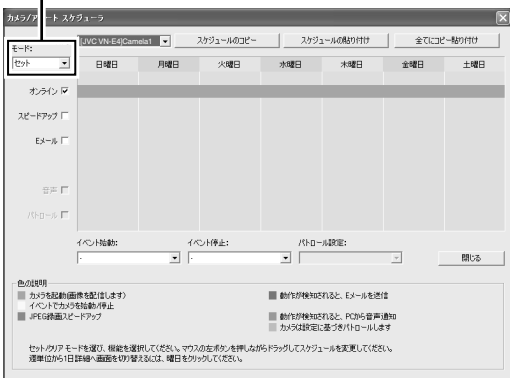 カメラ/アラート スケジューラ
モード:
セット
[JVC VN-E4]Camela1
スケジュールのコピー
スケジュールの貼り付け
全てにコピー貼り付け
日曜日 月曜日 火曜日 水曜日 木曜日 金曜日 土曜日
オンライン
スピードアップ
Eメール
音声
パトロール
イベント始動: イベント停止: パトロール設定:
- -
閉じる
色の説明
カメラを起動(画像を配信します)
イベントでカメラを始動/停止
JPEG録画スピードアップ
動作が検知されると、Eメールを送信
動作が検知されると、PCから音声通知
カメラは設定に基づきパトロールします
セット/クリア モードを選び、機能を選択してください。マウスの左ボタンを押しながらドラッグしてスケジュールを変更してください。
週単位から1日詳細へ画面を切り替えるには、曜日をクリックしてください。